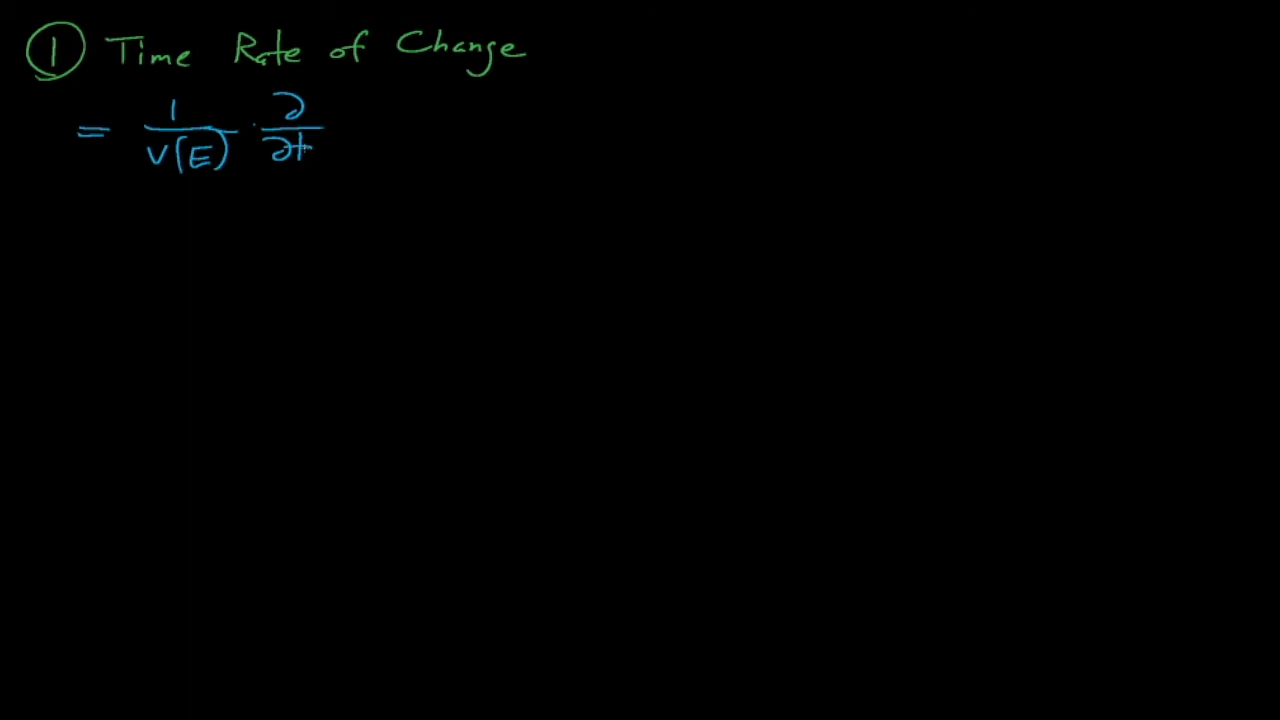 ① Time Rate of Change
= 1/v(E) · ∂/∂t